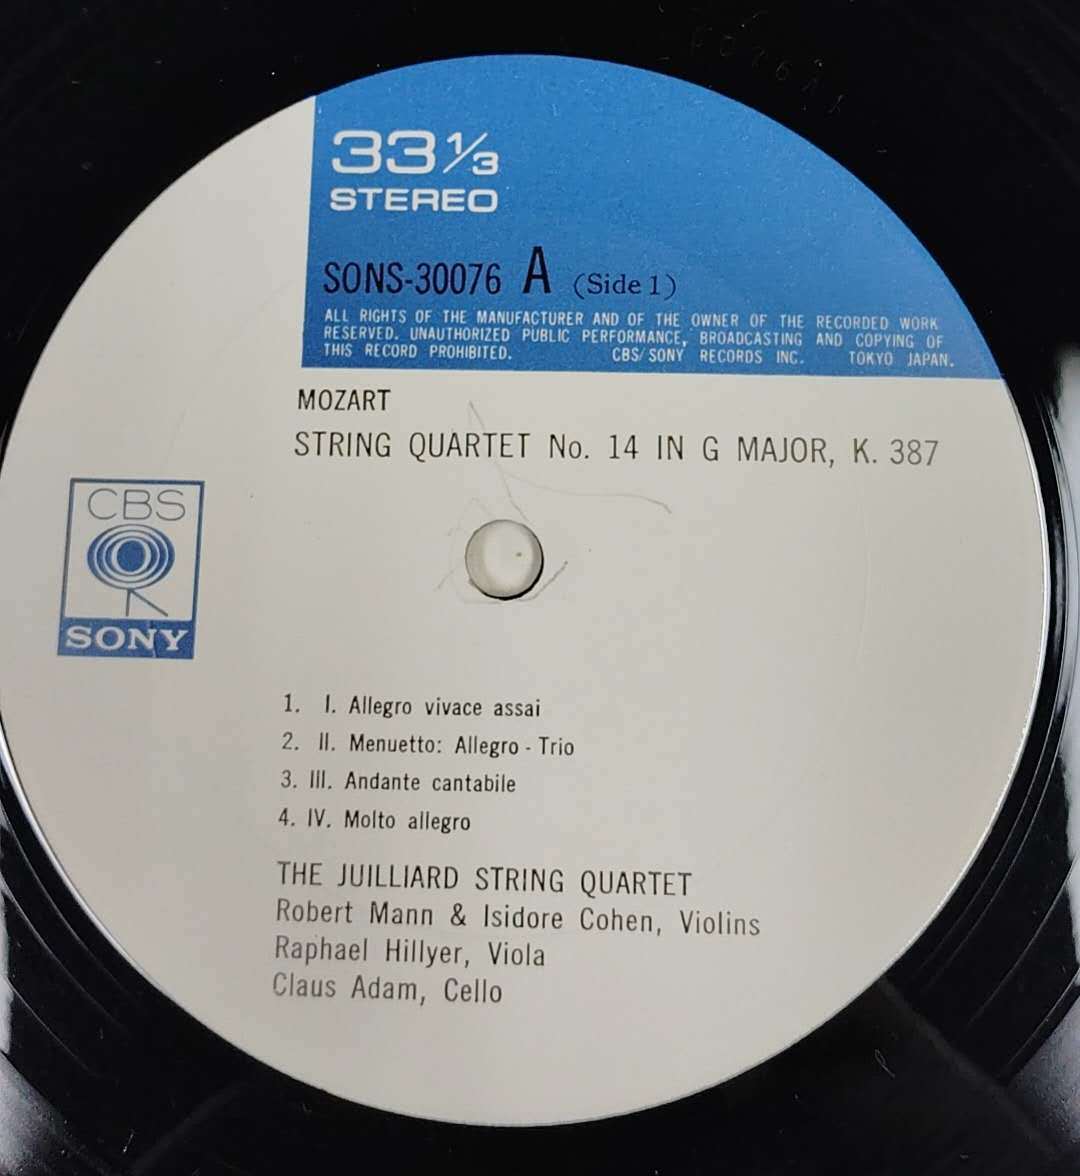 33 1/3
STEREO
SONS-30076 A (Side 1)
ALL RIGHTS OF THE MANUFACTURER AND OF THE OWNER OF THE RECORDED WORK
RESERVED. UNAUTHORIZED PUBLIC PERFORMANCE, BROADCASTING AND COPYING OF
THIS RECORD PROHIBITED. CBS/SONY RECORDS INC. TOKYO JAPAN.
MOZART
STRING QUARTET No. 14 IN G MAJOR, K. 387
CBS
SONY
1. I. Allegro vivace assai
2. II. Menuetto: Allegro - Trio
3. III. Andante cantabile
4. IV. Molto allegro
THE JUILLIARD STRING QUARTET
Robert Mann & Isidore Cohen, Violins
Raphael Hillyer, Viola
Claus Adam, Cello